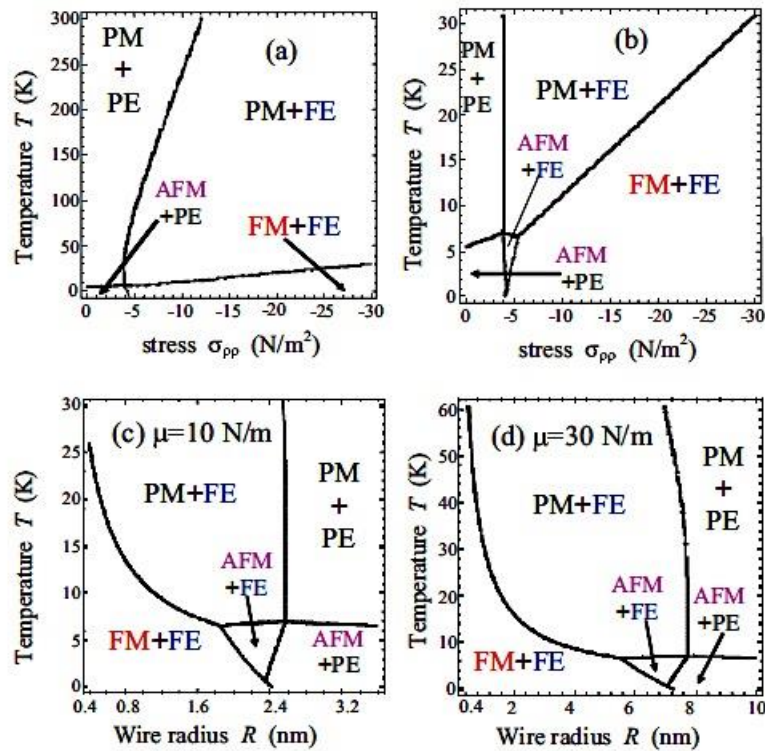 (a)
PM
+
PE
PM+FE
AFM
+PE
FM+FE
300
250
200
150
100
50
0
Temperature T (K)
0 -5 -10 -15 -20 -25 -30
stress σρρ (N/m²)
(b)
PM
+
PE
PM+FE
AFM
+FE
FM+FE
AFM
+PE
30
25
20
15
10
5
0
Temperature T (K)
0 -5 -10 -15 -20 -25 -30
stress σρρ (N/m²)
(c) μ=10 N/m
PM+FE
PM
+
PE
AFM
+FE
FM+FE
AFM
+PE
30
25
20
15
10
5
0
Temperature T (K)
0.4 0.8 1.6 2.4 3.2
Wire radius R (nm)
(d) μ=30 N/m
PM
+
PE
PM+FE
AFM
+FE
AFM
+PE
FM+FE
60
50
40
30
20
10
0
Temperature T (K)
0.4 2 4 6 8 10
Wire radius R (nm)